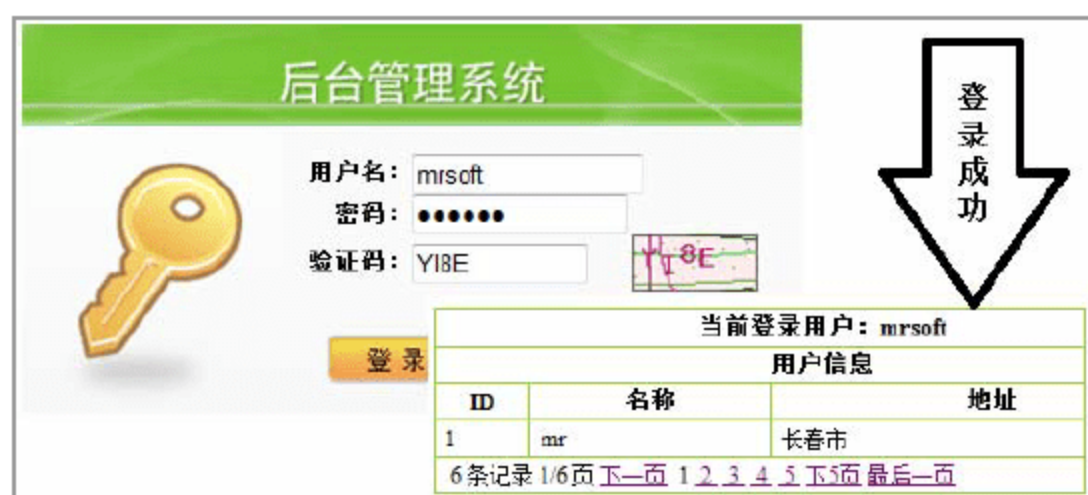 后台管理系统
用户名： mrsoft
密码： ●●●●●●
验证码： YI8E YI8E
登 录
登录成功
当前登录用户：mrsoft
用户信息
ID 名称 地址
1 mr 长春市
6条记录 1/6页 下一页 1 2 3 4 5 下5页 最后一页